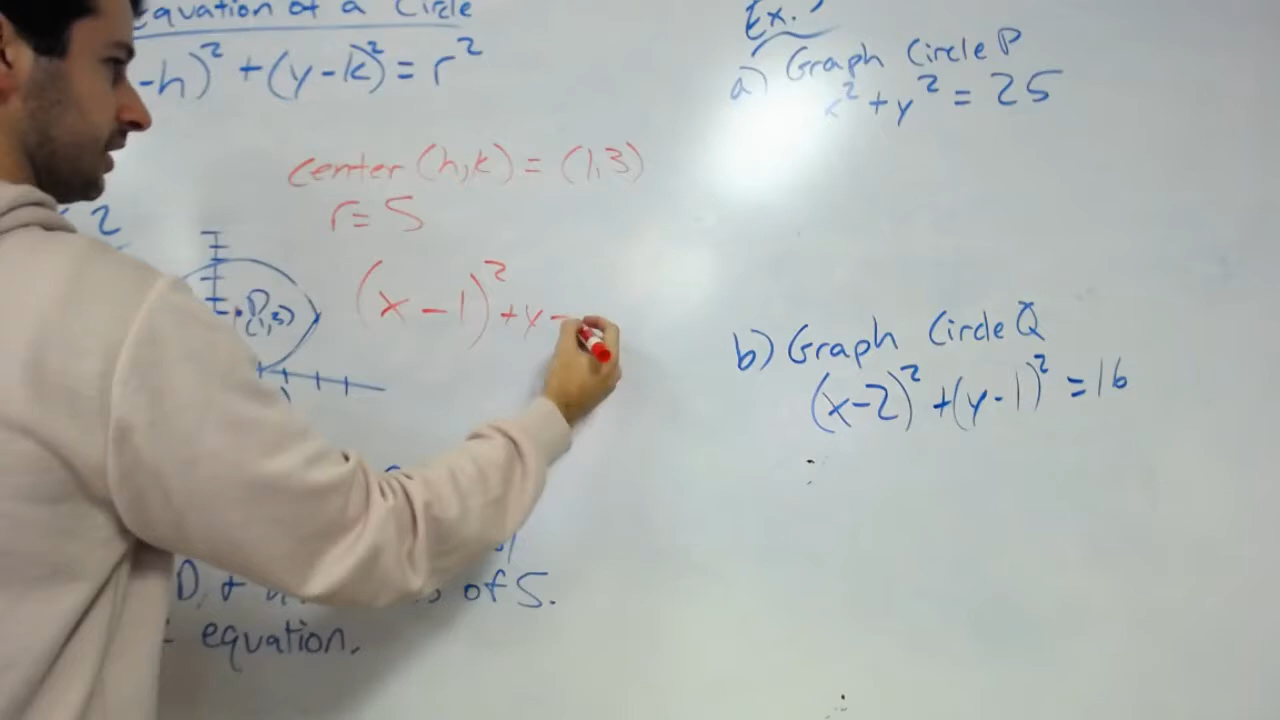 Equation of a Circle
-h)² + (y-k)² = r²
center (h,k) = (1,3)
r = 5
2
D
(1,3)
(x - 1)² + y -
of 5.
D,
equation.
Ex.
a) Graph Circle P
x² + y² = 25
b) Graph Circle Q
(x-2)² + (y-1)² = 16